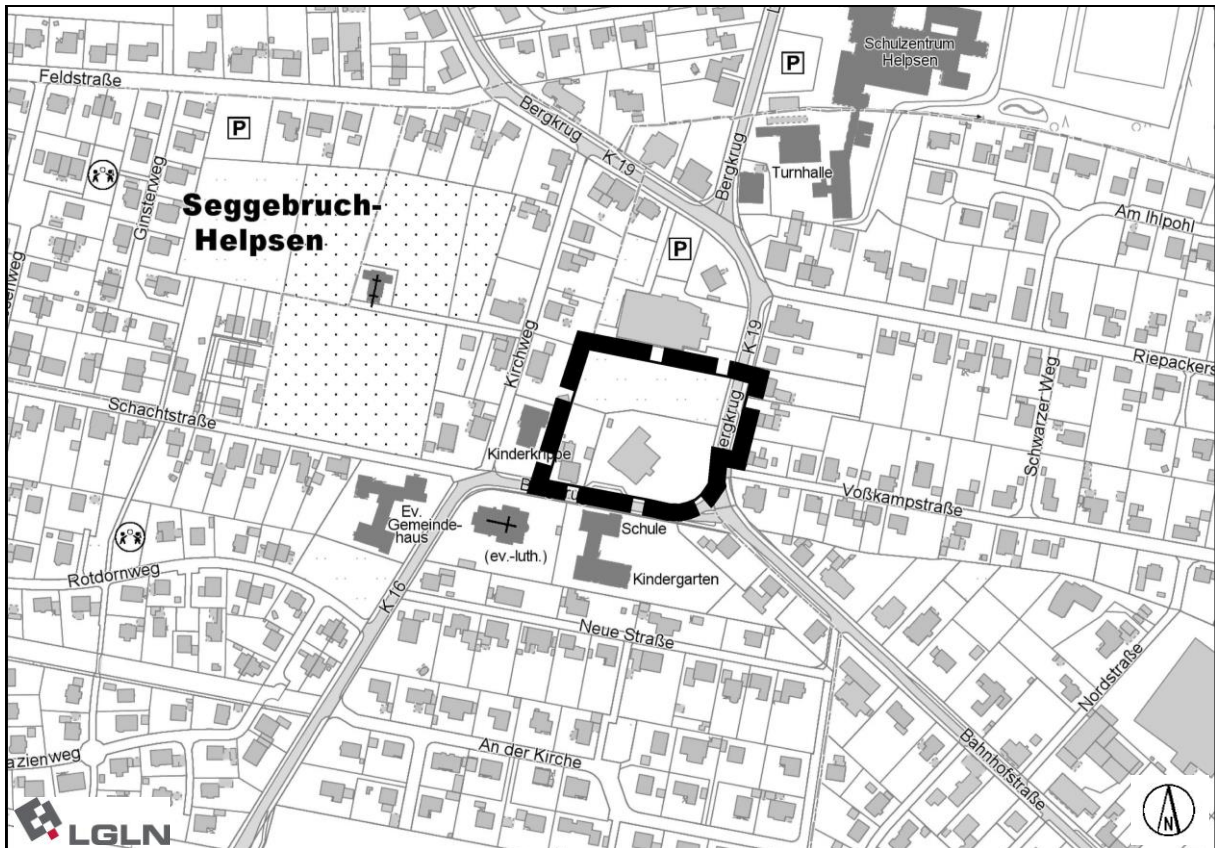 Schulzentrum
Helpsen
P
Feldstraße
Bergkrug
K 19
P
Bergkrug
Turnhalle
Am Ihlpohl
Ginsterweg
Seggebruch-
Helpsen
P
Kirchweg
K 19
Riepackers
Schwarzer Weg
Schachtstraße
Kinderkrippe
ergkrug
Voßkampstraße
Ev.
Gemeinde-
haus
(ev.-luth.)
Schule
Kindergarten
Rotdornweg
K 16
Neue Straße
Nordstraße
An der Kirche
Bahnhofstraße
azienweg
LGLN
N